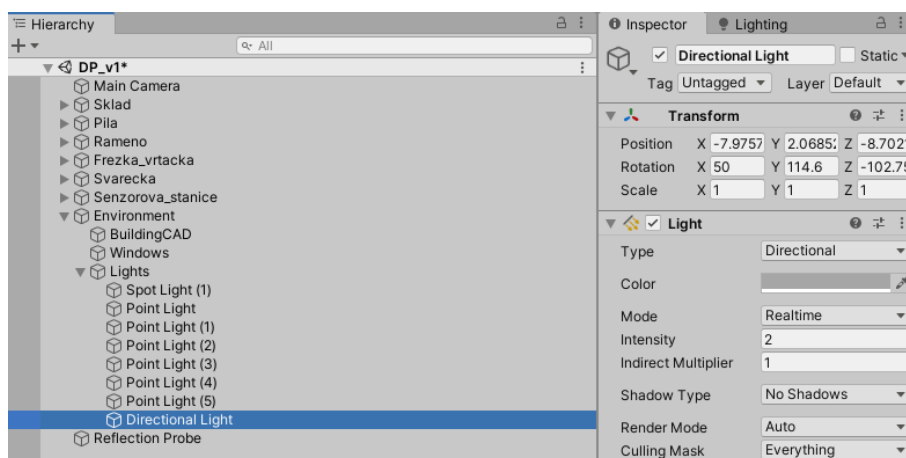 Hierarchy
All
DP_v1*
Main Camera
Sklad
Pila
Rameno
Frezka_vrtacka
Svarecka
Senzorova_stanice
Environment
BuildingCAD
Windows
Lights
Spot Light (1)
Point Light
Point Light (1)
Point Light (2)
Point Light (3)
Point Light (4)
Point Light (5)
Directional Light
Reflection Probe
Inspector Lighting
Directional Light Static
Tag Untagged Layer Default
Transform
Position X -7.9757 Y 2.0685 Z -8.702
Rotation X 50 Y 114.6 Z -102.75
Scale X 1 Y 1 Z 1
Light
Type Directional
Color
Mode Realtime
Intensity 2
Indirect Multiplier 1
Shadow Type No Shadows
Render Mode Auto
Culling Mask Everything